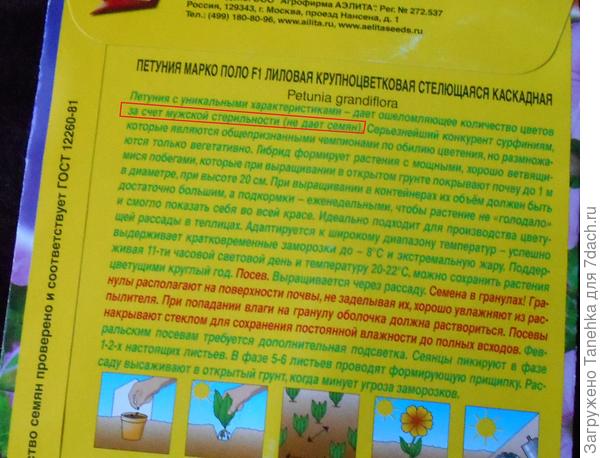 ООО "Агрофирма АЭЛИТА". Рег. № 272.537
Россия, 129343, г. Москва, проезд Нансена, д. 1
Тел.: (499) 180-80-96, www.ailita.ru, www.aelitaseeds.ru
ПЕТУНИЯ МАРКО ПОЛО F1 ЛИЛОВАЯ КРУПНОЦВЕТКОВАЯ СТЕЛЮЩАЯСЯ КАСКАДНАЯ
Petunia grandiflora
Петуния с уникальными характеристиками – дает ошеломляющее количество цветов
за счет мужской стерильности (не дает семян). Серьезнейший конкурент сурфиниям,
которые являются общепризнанными чемпионами по обилию цветения, но размножа-
ются только вегетативно. Гибрид формирует растения с мощными, хорошо ветвящи-
мися побегами, которые при выращивании в открытом грунте покрывают почву до 1 м
в диаметре, при высоте 20 см. При выращивании в контейнерах их объём должен быть
достаточно большим, а подкормки – еженедельными, чтобы растение не «голодало»
и смогло показать себя во всей красе. Идеально подходит для производства цвету-
щей рассады в теплицах. Адаптируется к широкому диапазону температур – успешно
выдерживает кратковременные заморозки до – 8°С и экстремальную жару. Поддер-
живая 11-ти часовой световой день и температуру 20-22°С, можно сохранить растения
цветущими круглый год. Посев. Выращивается через рассаду. Семена в гранулах! Гра-
нулы располагают на поверхности почвы, не заделывая их, хорошо увлажняют из рас-
пылителя. При попадании влаги на гранулу оболочка должна раствориться. Посевы
накрывают стеклом для сохранения постоянной влажности до полных всходов. Фев-
ральским посевам требуется дополнительная подсветка. Сеянцы пикируют в фазе
1-2-х настоящих листьев. В фазе 5-6 листьев проводят формирующую прищипку. Рас-
саду высаживают в открытый грунт, когда минует угроза заморозков.
ство семян проверено и соответствует ГОСТ 12260-81
Загружено Tanehka для 7dach.ru